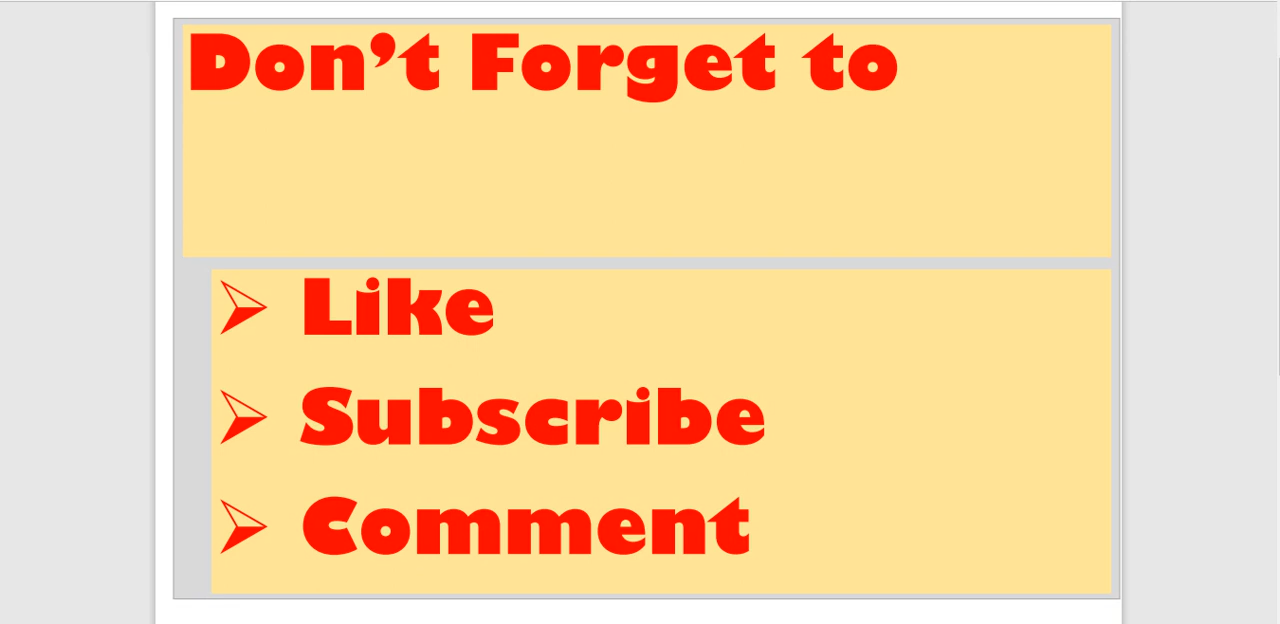 Don’t Forget to
➢ Like
➢ Subscribe
➢ Comment